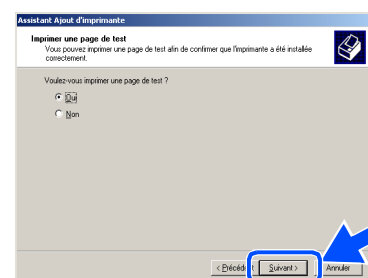 Assistant Ajout d'imprimante
Imprimer une page de test
Vous pouvez imprimer une page de test afin de confirmer que l'imprimante a été installée
correctement.
Voulez-vous imprimer une page de test ?
Oui
Non
< Précédent Suivant > Annuler